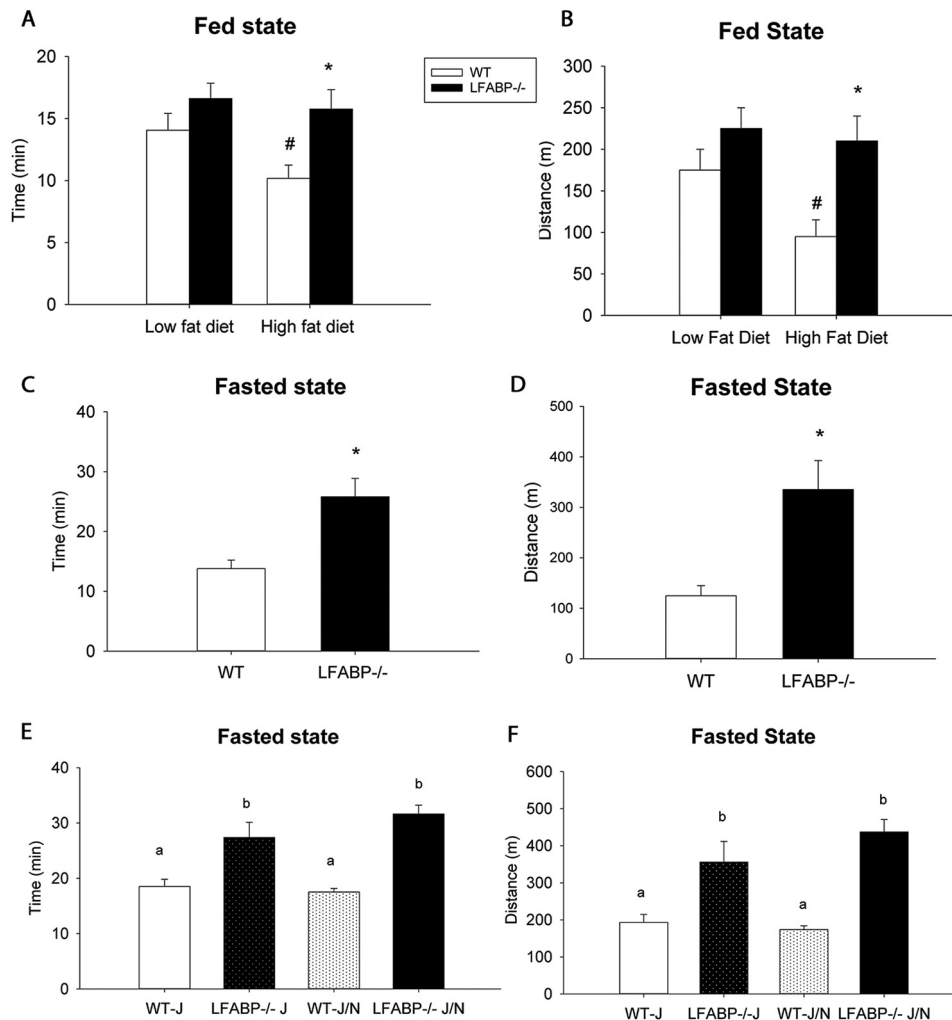 A
Fed state
Time (min)
20
15
10
5
0
#
*
Low fat diet
High fat diet
WT
LFABP-/-
B
Fed State
Distance (m)
300
250
200
150
100
50
0
#
*
Low Fat Diet
High Fat Diet
C
Fasted state
Time (min)
40
30
20
10
0
*
WT
LFABP-/-
D
Fasted State
Distance (m)
500
400
300
200
100
0
*
WT
LFABP-/-
E
Fasted state
Time (min)
40
30
20
10
0
a
b
a
b
WT-J
LFABP-/- J
WT-J/N
LFABP-/- J/N
F
Fasted State
Distance (m)
600
500
400
300
200
100
0
a
b
a
b
WT-J
LFABP-/-J
WT-J/N
LFABP-/- J/N